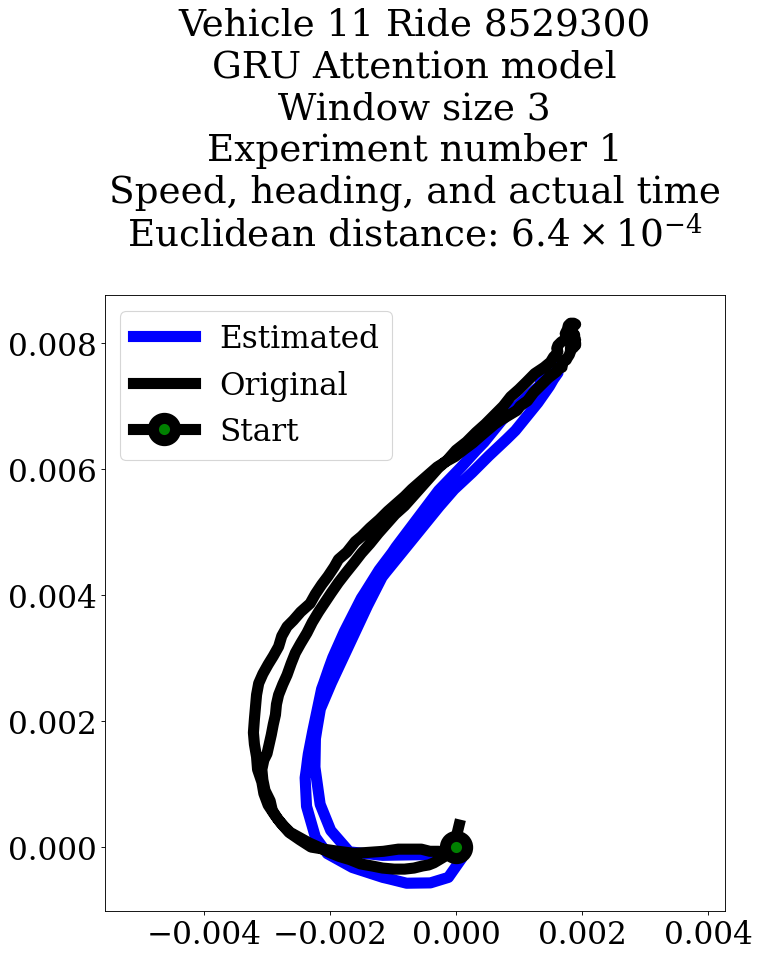 Vehicle 11 Ride 8529300
GRU Attention model
Window size 3
Experiment number 1
Speed, heading, and actual time
Euclidean distance: 6.4 × 10⁻⁴
Estimated
Original
Start
0.008
0.006
0.004
0.002
0.000
−0.004 −0.002 0.000 0.002 0.004